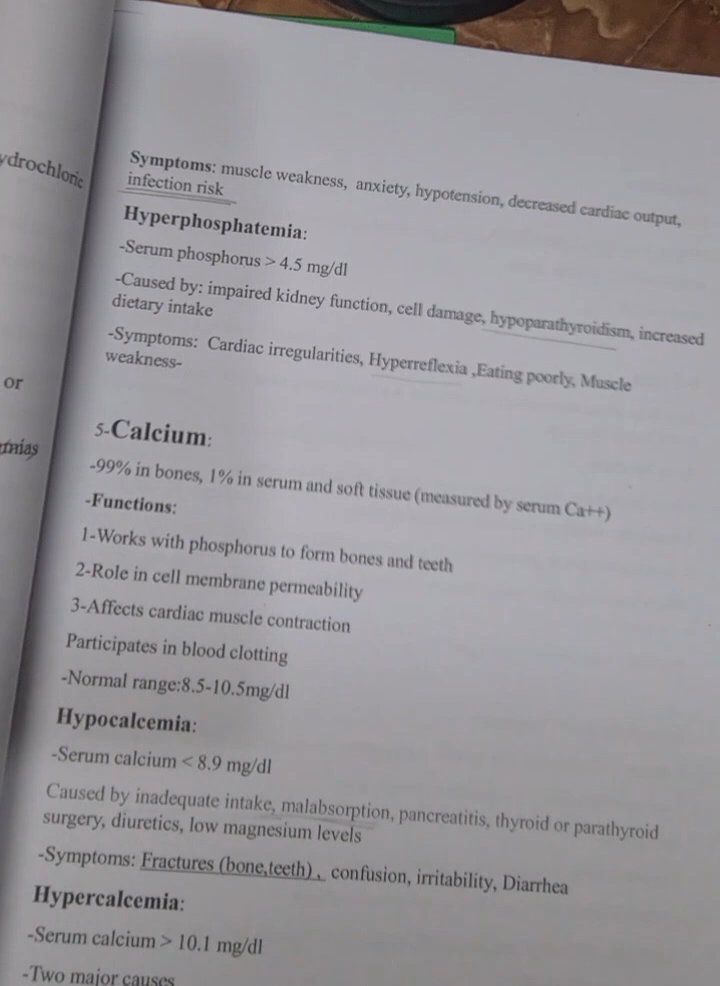 Symptoms: muscle weakness, anxiety, hypotension, decreased cardiac output,
infection risk
Hyperphosphatemia:
-Serum phosphorus > 4.5 mg/dl
-Caused by: impaired kidney function, cell damage, hypoparathyroidism, increased
dietary intake
-Symptoms: Cardiac irregularities, Hyperreflexia ,Eating poorly, Muscle
weakness-
5-Calcium:
-99% in bones, 1% in serum and soft tissue (measured by serum Ca++)
-Functions:
1-Works with phosphorus to form bones and teeth
2-Role in cell membrane permeability
3-Affects cardiac muscle contraction
Participates in blood clotting
-Normal range:8.5-10.5mg/dl
Hypocalcemia:
-Serum calcium < 8.9 mg/dl
Caused by inadequate intake, malabsorption, pancreatitis, thyroid or parathyroid
surgery, diuretics, low magnesium levels
-Symptoms: Fractures (bone,teeth) , confusion, irritability, Diarrhea
Hypercalcemia:
-Serum calcium > 10.1 mg/dl
-Two major causes
ydrochloric
or